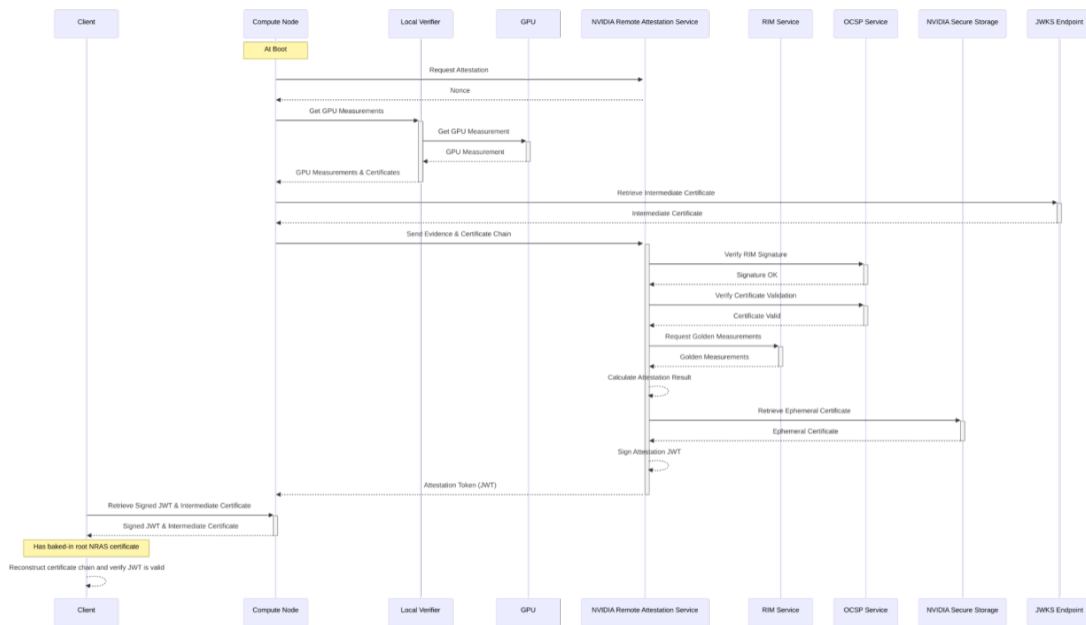 Client
Compute Node
Local Verifier
GPU
NVIDIA Remote Attestation Service
RIM Service
OCSP Service
NVIDIA Secure Storage
JWKS Endpoint
At Boot
Request Attestation
Nonce
Get GPU Measurements
Get GPU Measurement
GPU Measurement
GPU Measurements & Certificates
Retrieve Intermediate Certificate
Intermediate Certificate
Send Evidence & Certificate Chain
Verify RIM Signature
Signature OK
Verify Certificate Validation
Certificate Valid
Request Golden Measurements
Golden Measurements
Calculate Attestation Result
Retrieve Ephemeral Certificate
Ephemeral Certificate
Sign Attestation JWT
Attestation Token (JWT)
Retrieve Signed JWT & Intermediate Certificate
Signed JWT & Intermediate Certificate
Has baked-in root NRAS certificate
Reconstruct certificate chain and verify JWT is valid
Client
Compute Node
Local Verifier
GPU
NVIDIA Remote Attestation Service
RIM Service
OCSP Service
NVIDIA Secure Storage
JWKS Endpoint